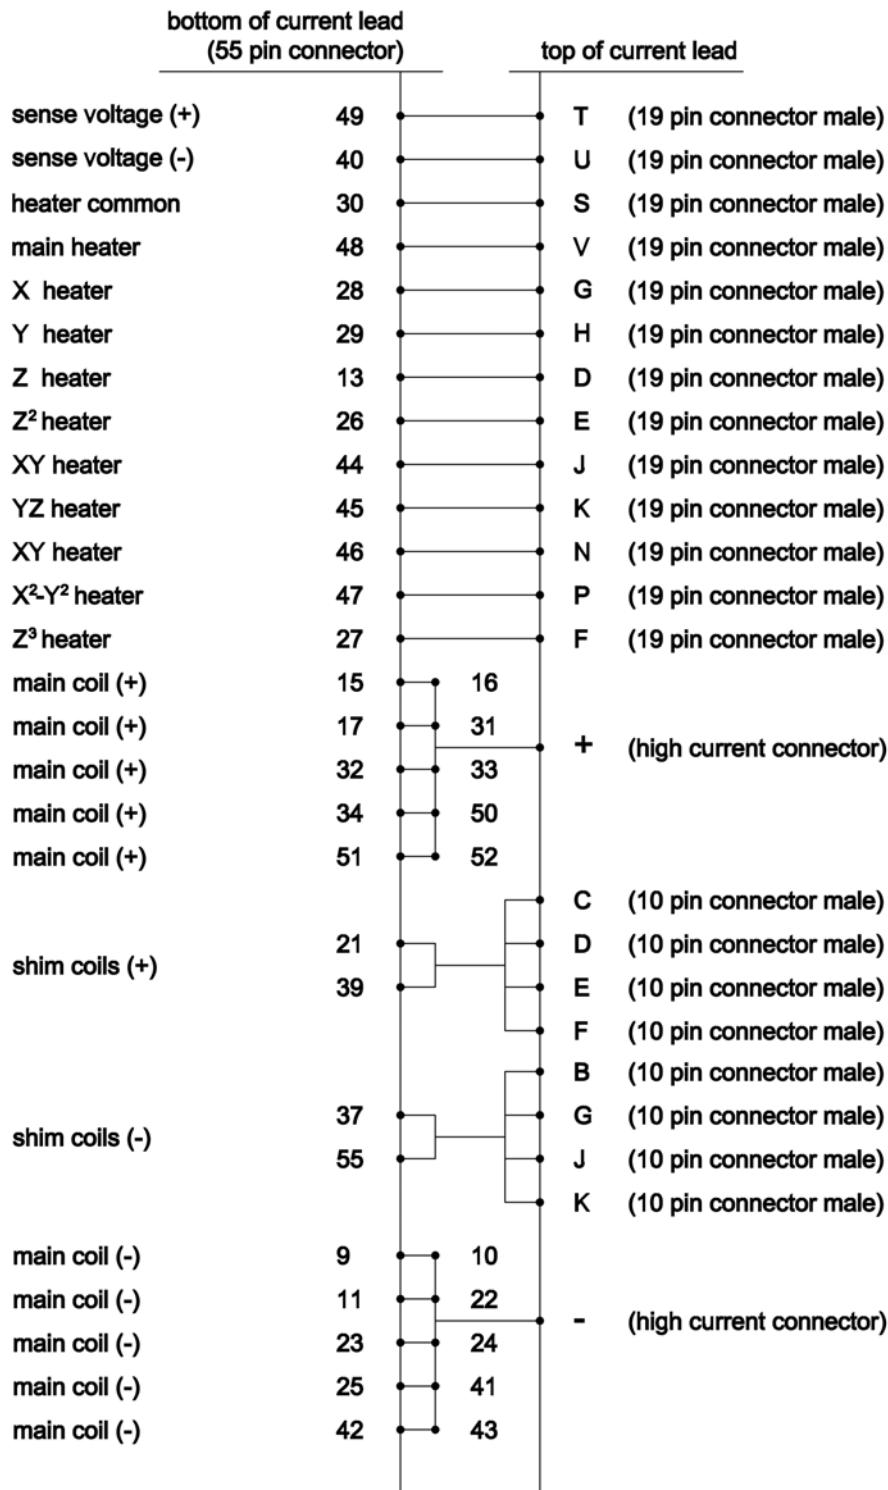 bottom of current lead
(55 pin connector)
top of current lead
sense voltage (+) 49 T (19 pin connector male)
sense voltage (-) 40 U (19 pin connector male)
heater common 30 S (19 pin connector male)
main heater 48 V (19 pin connector male)
X heater 28 G (19 pin connector male)
Y heater 29 H (19 pin connector male)
Z heater 13 D (19 pin connector male)
Z² heater 26 E (19 pin connector male)
XY heater 44 J (19 pin connector male)
YZ heater 45 K (19 pin connector male)
XY heater 46 N (19 pin connector male)
X²-Y² heater 47 P (19 pin connector male)
Z³ heater 27 F (19 pin connector male)
main coil (+) 15 16
main coil (+) 17 31
+ (high current connector)
main coil (+) 32 33
main coil (+) 34 50
main coil (+) 51 52
C (10 pin connector male)
21 D (10 pin connector male)
shim coils (+)
39 E (10 pin connector male)
F (10 pin connector male)
B (10 pin connector male)
37 G (10 pin connector male)
shim coils (-)
55 J (10 pin connector male)
K (10 pin connector male)
main coil (-) 9 10
main coil (-) 11 22
- (high current connector)
main coil (-) 23 24
main coil (-) 25 41
main coil (-) 42 43